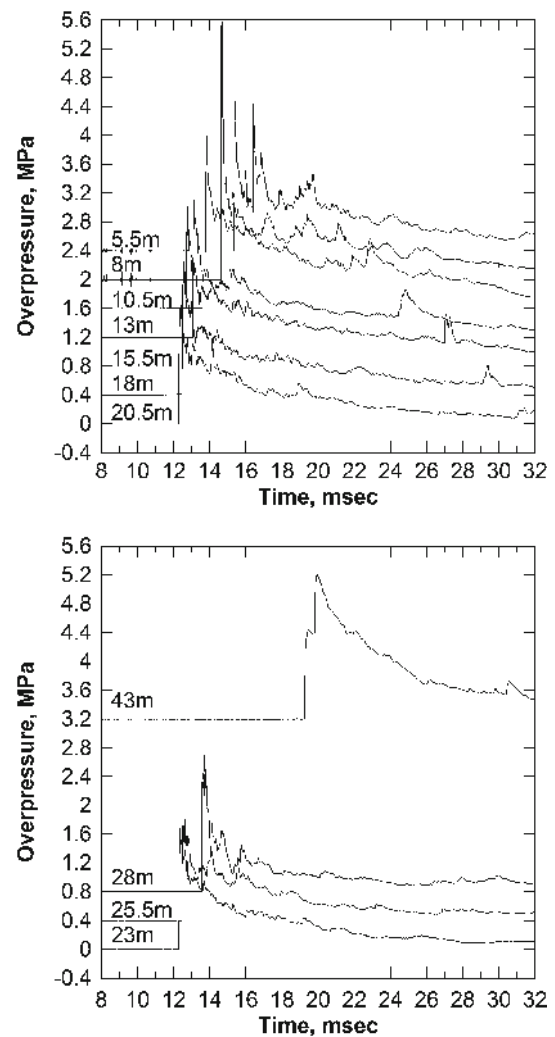 5.6
5.2
4.8
4.4
4
3.6
3.2
2.8
2.4
2
1.6
1.2
0.8
0.4
0
-0.4
Overpressure, MPa
5.5m
8m
10.5m
13m
15.5m
18m
20.5m
8 10 12 14 16 18 20 22 24 26 28 30 32
Time, msec
5.6
5.2
4.8
4.4
4
3.6
3.2
2.8
2.4
2
1.6
1.2
0.8
0.4
0
-0.4
Overpressure, MPa
43m
28m
25.5m
23m
8 10 12 14 16 18 20 22 24 26 28 30 32
Time, msec